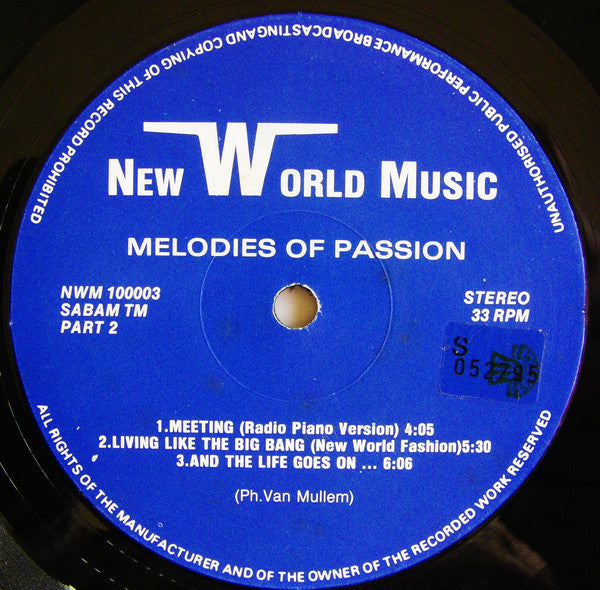 UNAUTHORISED PUBLIC PERFORMANCE BROADCASTING AND COPYING OF THIS RECORD PROHIBITED
NEW WORLD MUSIC
MELODIES OF PASSION
NWM 100003
SABAM TM
PART 2
STEREO
33 RPM
S
052795
1.MEETING (Radio Piano Version) 4:05
2.LIVING LIKE THE BIG BANG (New World Fashion)5:30
3.AND THE LIFE GOES ON ... 6:06
(Ph.Van Mullem)
ALL RIGHTS OF THE MANUFACTURER AND OF THE OWNER OF THE RECORDED WORK RESERVED